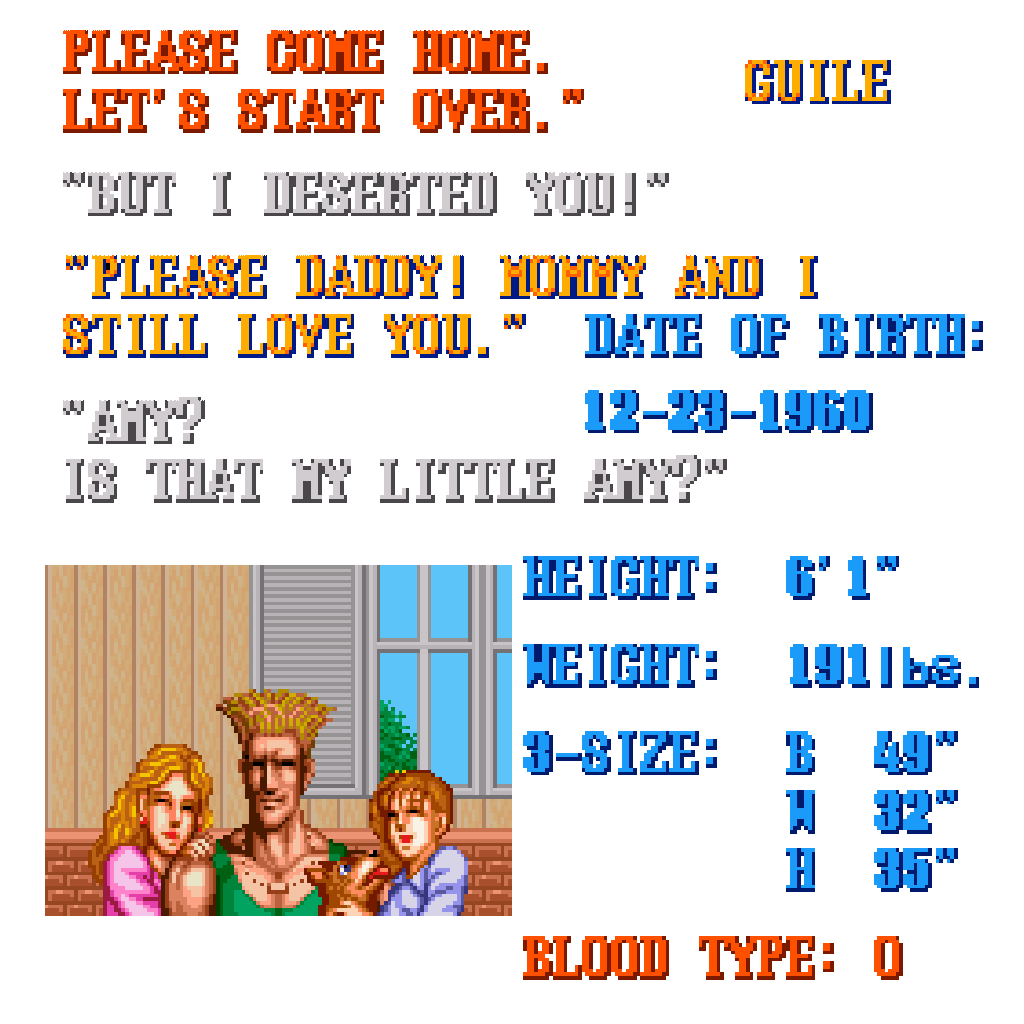 PLEASE COME HOME.
LET'S START OVER."
GUILE
"BUT I DESERTED YOU!"
"PLEASE DADDY! MOMMY AND I
STILL LOVE YOU."
DATE OF BIRTH:
12-23-1960
"AMY?
IS THAT MY LITTLE AMY?"
HEIGHT: 6'1"
WEIGHT: 191lbs.
3-SIZE: B 49"
W 32"
H 35"
BLOOD TYPE: O